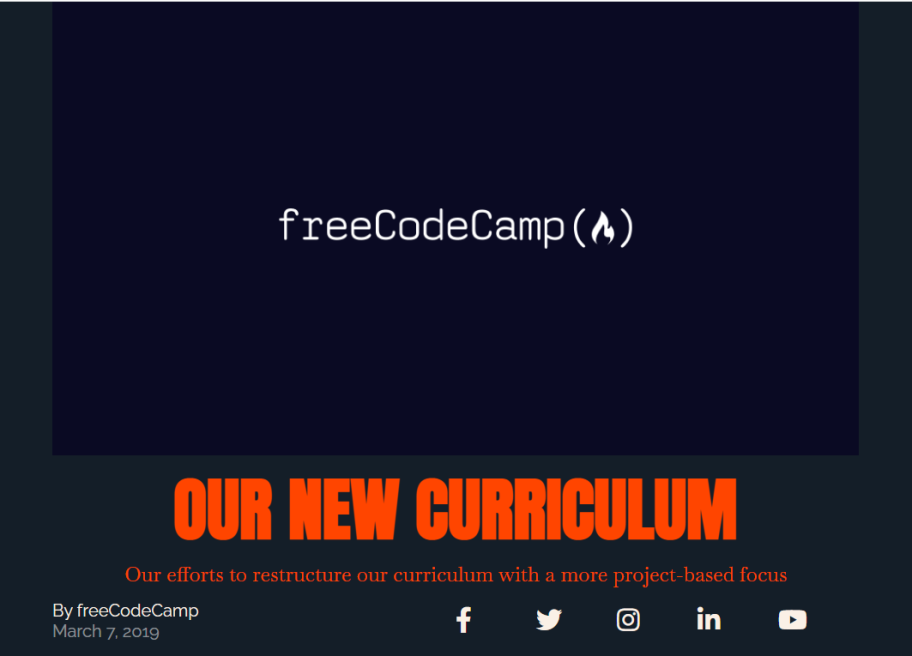 freeCodeCamp(🔥)
OUR NEW CURRICULUM
Our efforts to restructure our curriculum with a more project-based focus
By freeCodeCamp
March 7, 2019